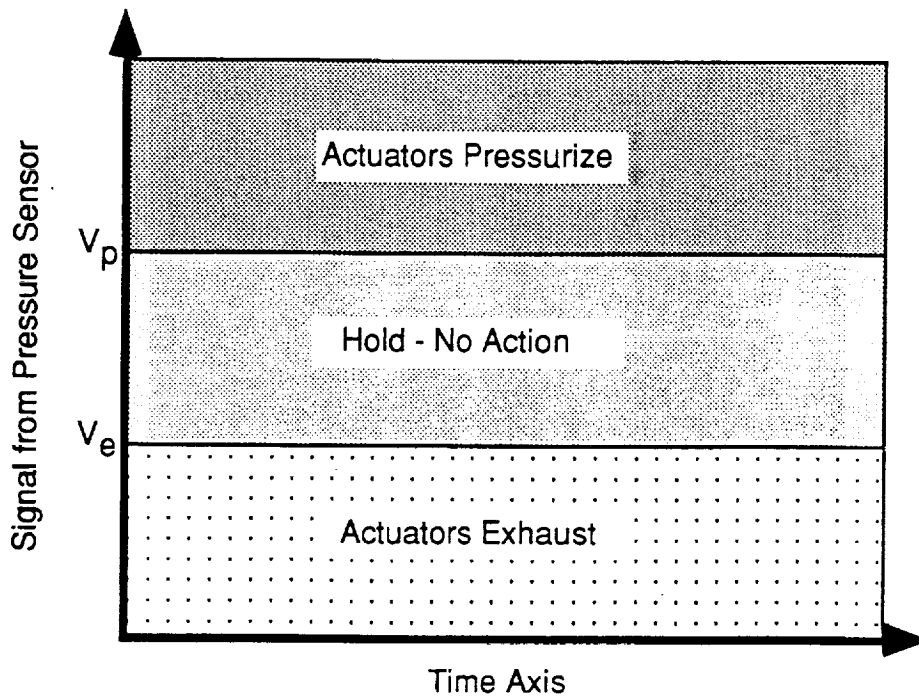 Signal from Pressure Sensor
Actuators Pressurize
Vp
Hold - No Action
Ve
Actuators Exhaust
Time Axis